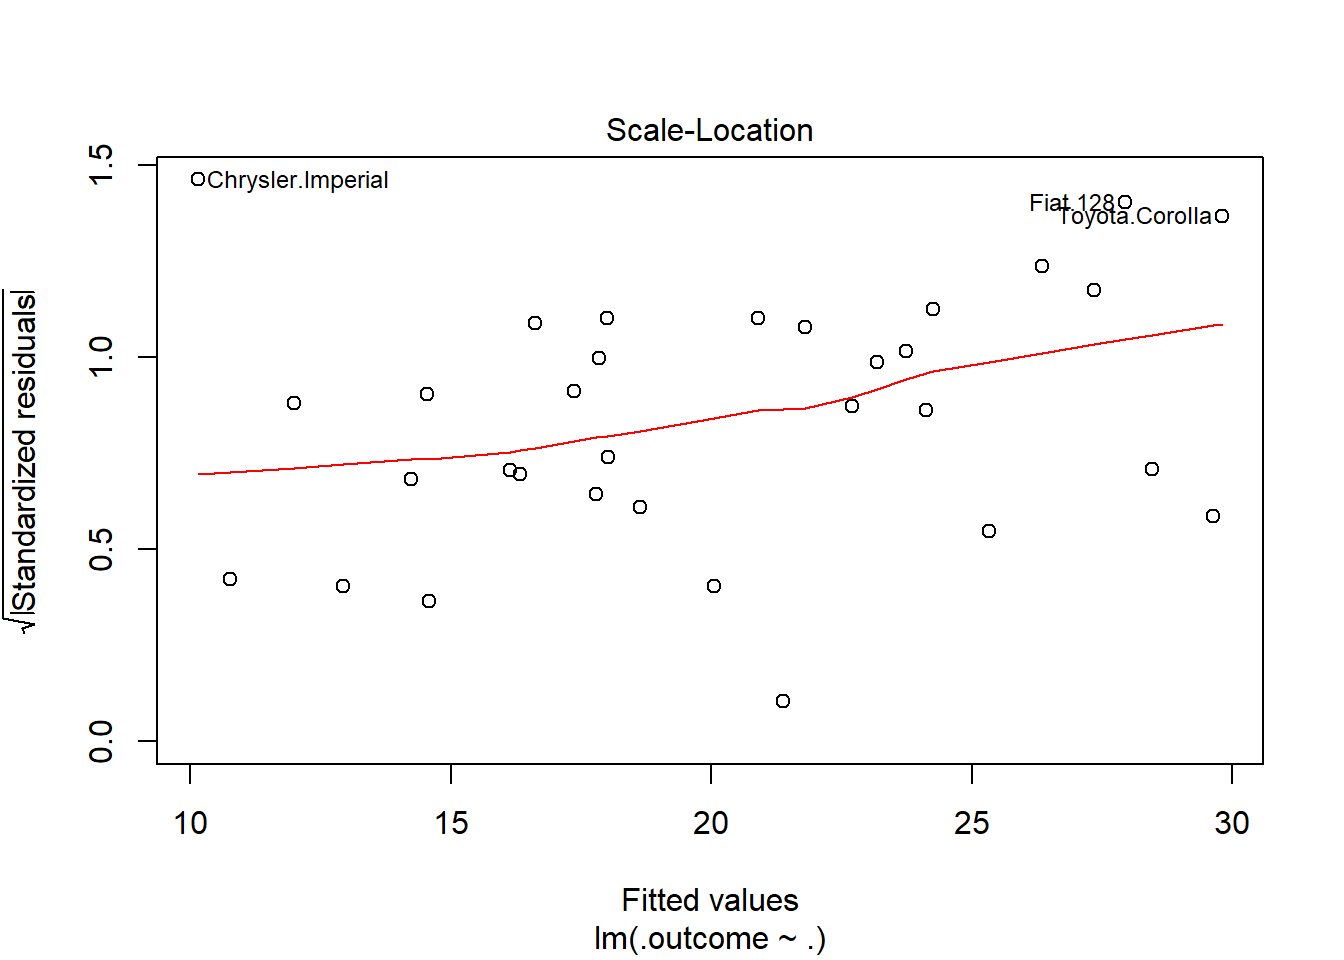 Scale-Location
√|Standardized residuals|
1.5
1.0
0.5
0.0
Chrysler.Imperial
Fiat.128
Toyota.Corolla
10 15 20 25 30
Fitted values
lm(.outcome ~ .)